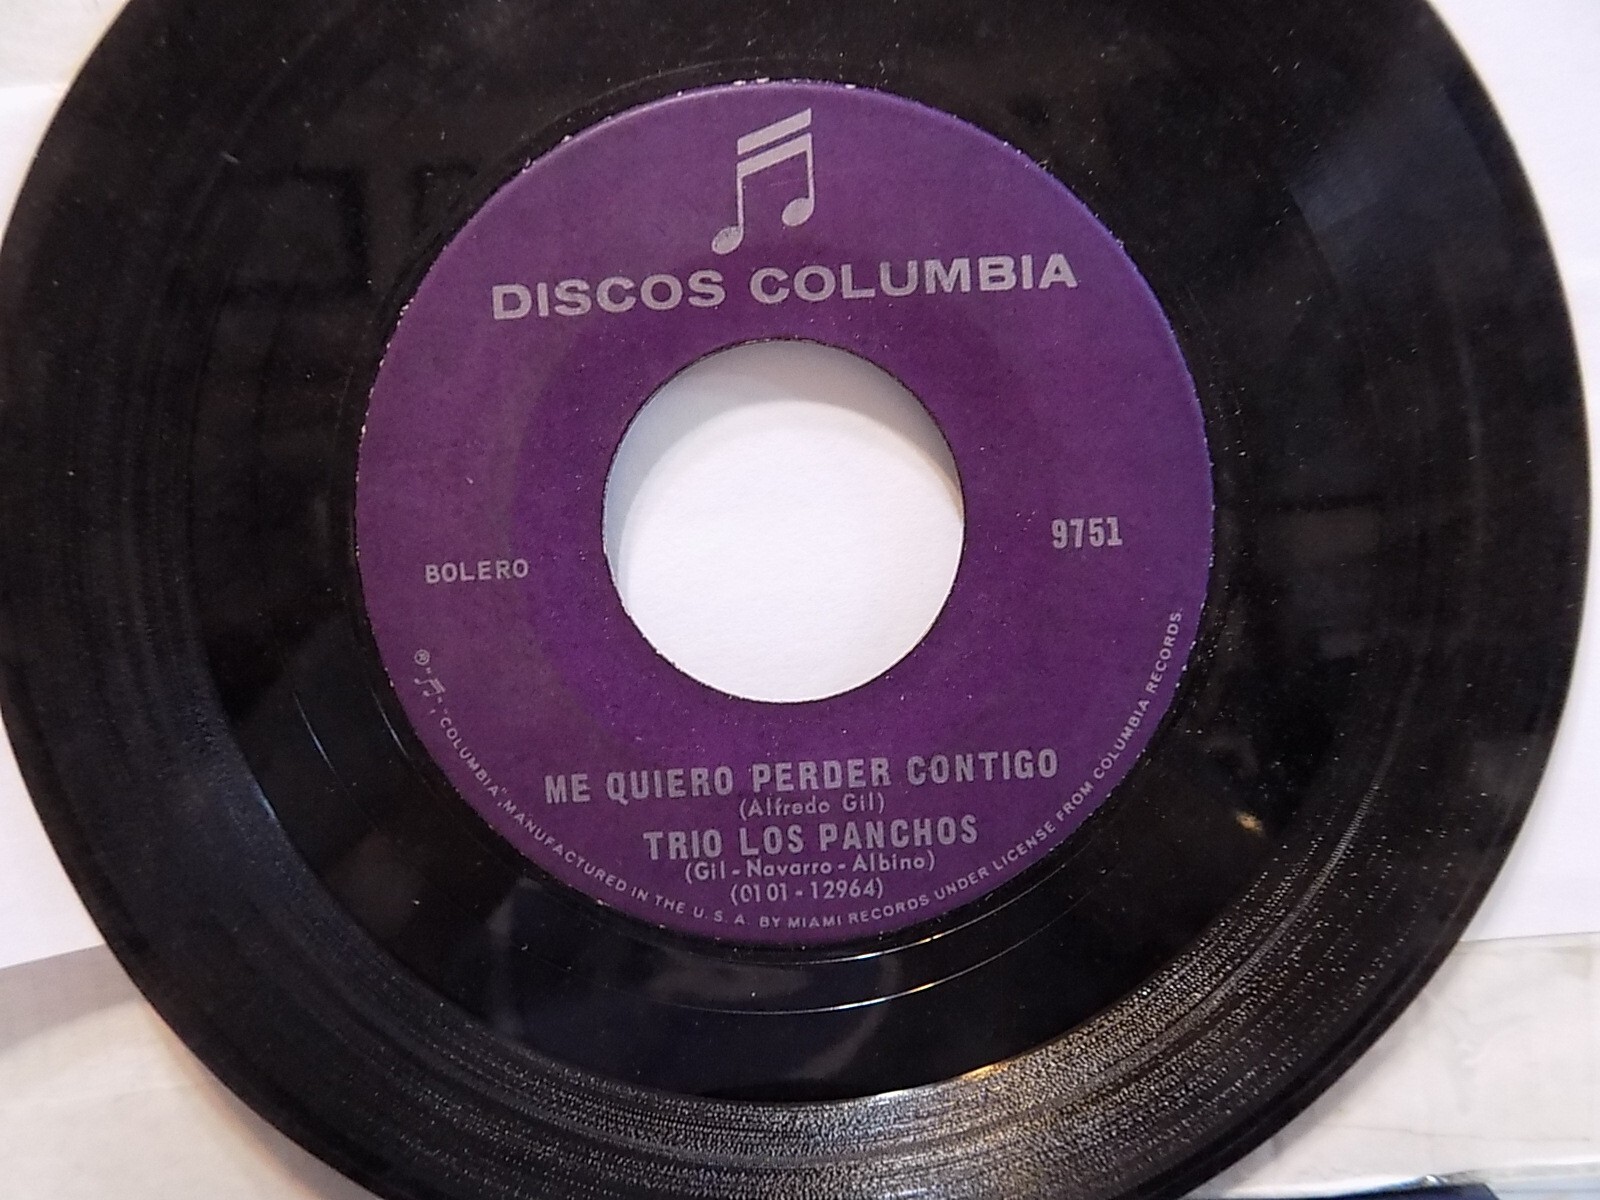 DISCOS COLUMBIA
BOLERO
9751
ME QUIERO PERDER CONTIGO
(Alfredo Gil)
TRIO LOS PANCHOS
(Gil - Navarro - Albino)
(0101 - 12964)
® "♫", "COLUMBIA", MANUFACTURED IN THE U. S. A. BY MIAMI RECORDS UNDER LICENSE FROM COLUMBIA RECORDS.